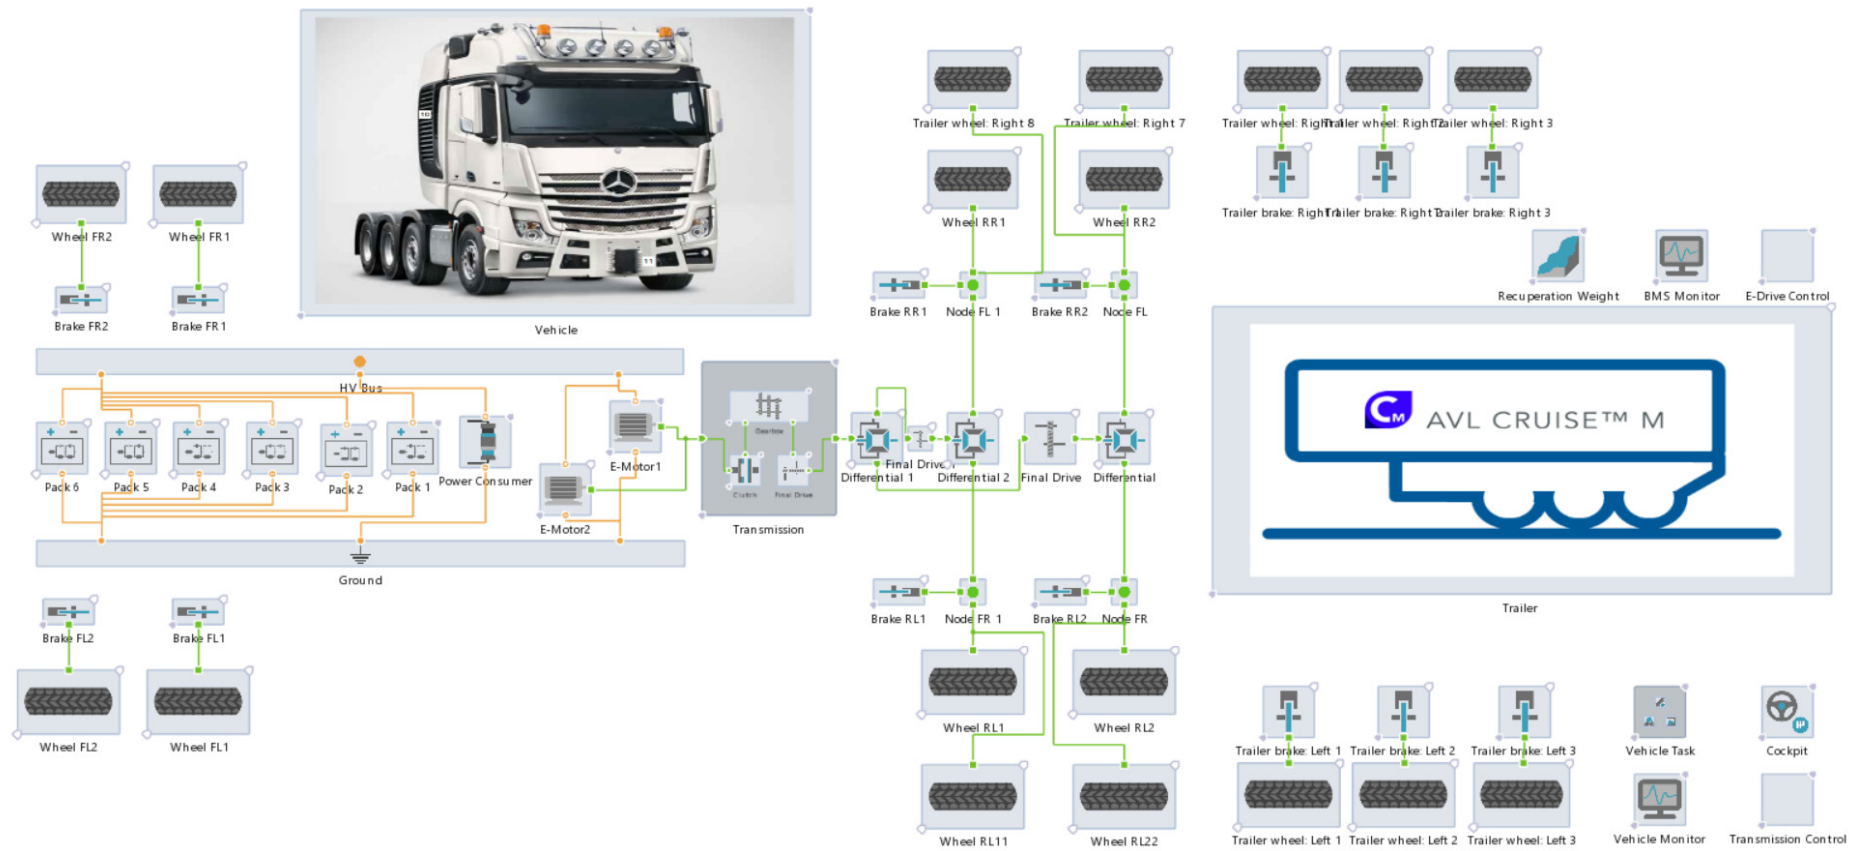 Trailer wheel: Right 8
Trailer wheel: Right 7
Trailer wheel: Right 3
Wheel RR1
Wheel RR2
Trailer brake: Right 3
Wheel FR2
Wheel FR1
10
11
Recuperation Weight
BMS Monitor
E-Drive Control
Brake FR2
Brake FR1
Vehicle
Brake RR1
Node FL 1
Brake RR2
Node FL
HV Bus
Gearbox
AVL CRUISE™ M
CM
Pack 6
Pack 5
Pack 4
Pack 3
Pack 2
Pack 1
Power Consumer
E-Motor1
E-Motor2
Clutch
Final Drive
Transmission
Differential 1
Differential 2
Final Drive
Differential
Ground
Trailer
Brake FL2
Brake FL1
Brake RL1
Node FR 1
Brake RL2
Node FR
Wheel FL2
Wheel FL1
Wheel RL1
Wheel RL2
Trailer brake: Left 1
Trailer brake: Left 2
Trailer brake: Left 3
Vehicle Task
Cockpit
Wheel RL11
Wheel RL22
Trailer wheel: Left 1
Trailer wheel: Left 2
Trailer wheel: Left 3
Vehicle Monitor
Transmission Control